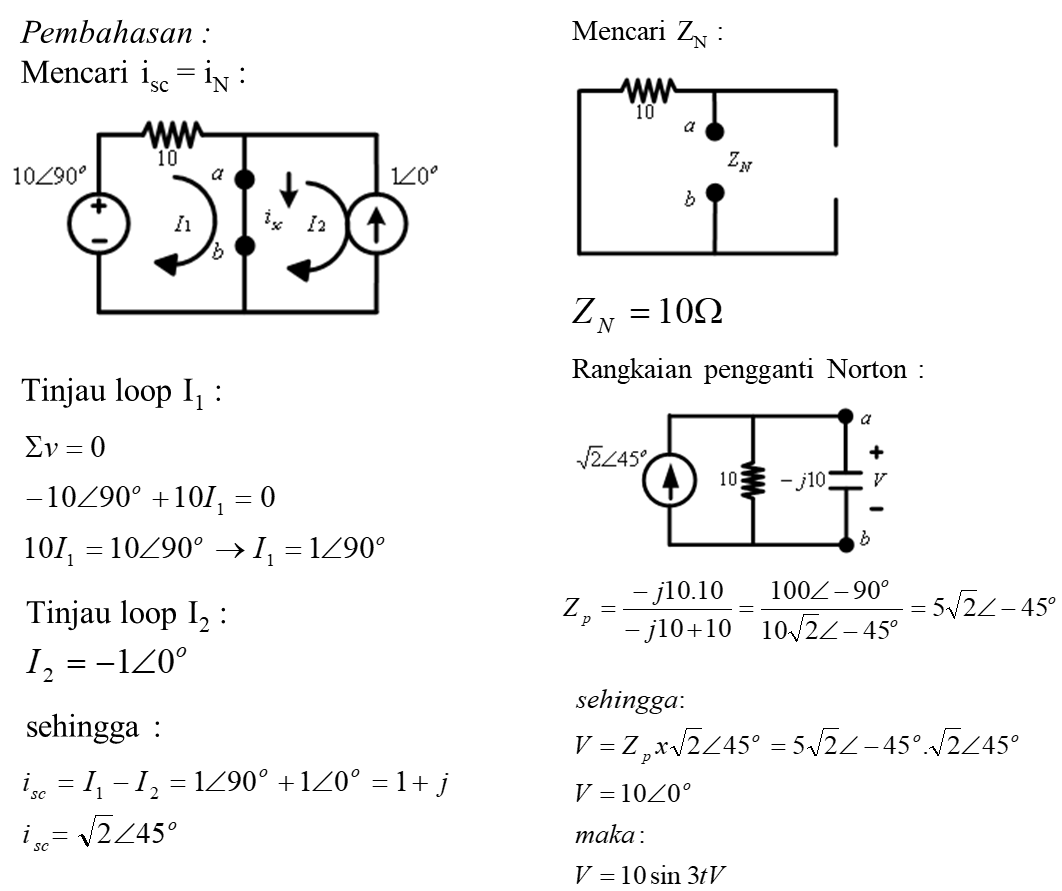 Pembahasan :
Mencari i_sc = i_N :
10∠90°
10
a
1∠0°
I₁
i_sc
I₂
b
Tinjau loop I₁ :
Σv = 0
−10∠90° + 10I₁ = 0
10I₁ = 10∠90° → I₁ = 1∠90°
Tinjau loop I₂ :
I₂ = −1∠0°
sehingga :
i_sc = I₁ − I₂ = 1∠90° + 1∠0° = 1 + j
i_sc = √2∠45°
Mencari Z_N :
10
a
Z_N
b
Z_N = 10Ω
Rangkaian pengganti Norton :
a
√2∠45°
10
−j10
+
V
−
b
Z_p = (−j10.10)/(−j10 + 10) = (100∠−90°)/(10√2∠−45°) = 5√2∠−45°
sehingga:
V = Z_p x√2∠45° = 5√2∠−45°.√2∠45°
V = 10∠0°
maka:
V = 10 sin 3tV